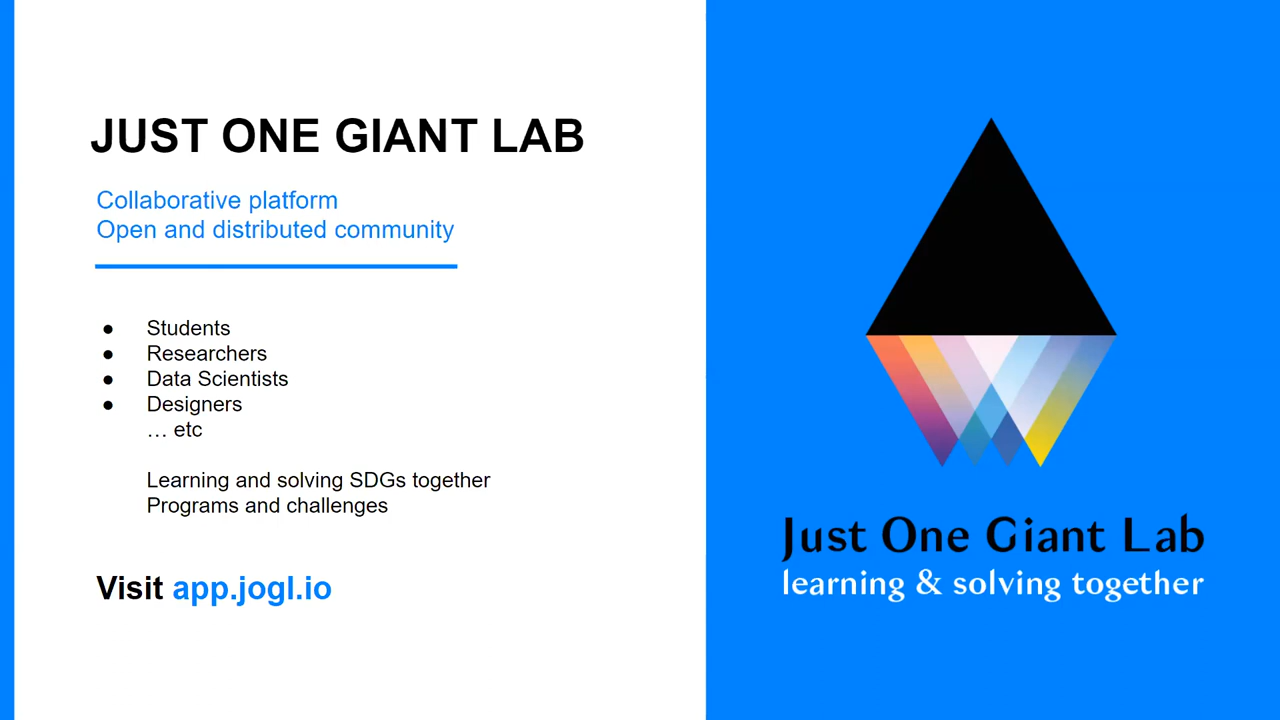 JUST ONE GIANT LAB
Collaborative platform
Open and distributed community
● Students
● Researchers
● Data Scientists
● Designers
… etc
Learning and solving SDGs together
Programs and challenges
Visit app.jogl.io
Just One Giant Lab
learning & solving together